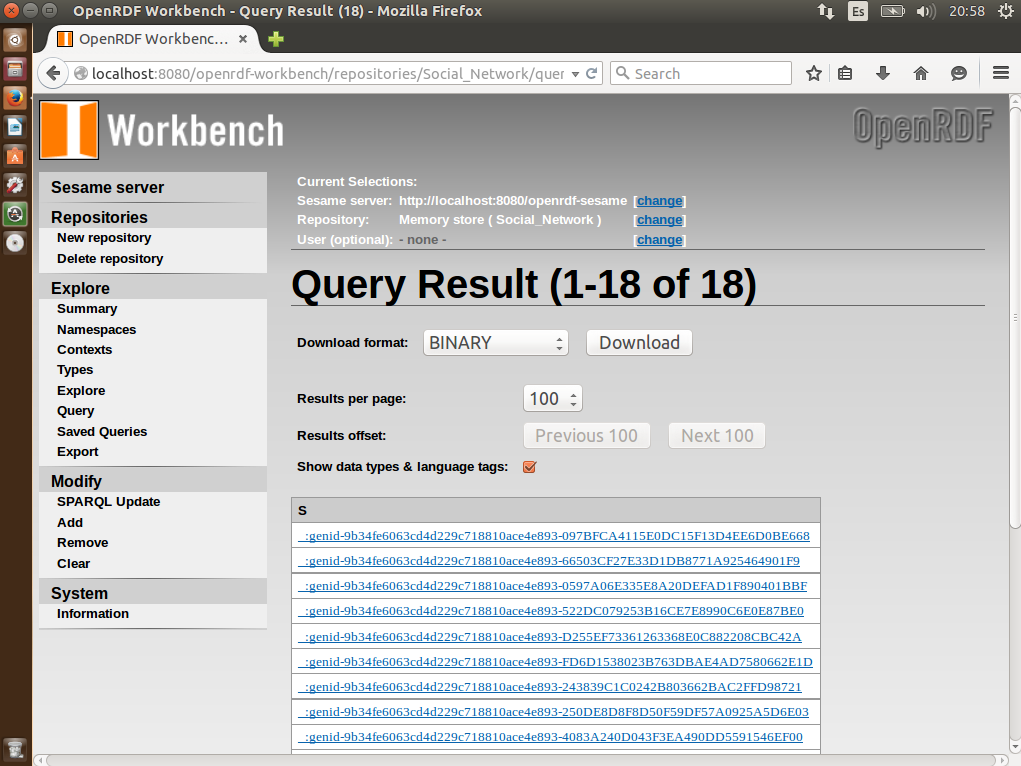 OpenRDF Workbench - Query Result (18) - Mozilla Firefox
Es
20:58
OpenRDF Workbenc...
localhost:8080/openrdf-workbench/repositories/Social_Network/quer
Search
Workbench
OpenRDF
Sesame server
Repositories
New repository
Delete repository
Explore
Summary
Namespaces
Contexts
Types
Explore
Query
Saved Queries
Export
Modify
SPARQL Update
Add
Remove
Clear
System
Information
Current Selections:
Sesame server: http://localhost:8080/openrdf-sesame [change]
Repository: Memory store ( Social_Network ) [change]
User (optional): - none - [change]
Query Result (1-18 of 18)
Download format: BINARY Download
Results per page: 100
Results offset: Previous 100 Next 100
Show data types & language tags:
S
_:genid-9b34fe6063cd4d229c718810ace4e893-097BFCA4115E0DC15F13D4EE6D0BE668
_:genid-9b34fe6063cd4d229c718810ace4e893-66503CF27E33D1DB8771A925464901F9
_:genid-9b34fe6063cd4d229c718810ace4e893-0597A06E335E8A20DEFAD1F890401BBF
_:genid-9b34fe6063cd4d229c718810ace4e893-522DC079253B16CE7E8990C6E0E87BE0
_:genid-9b34fe6063cd4d229c718810ace4e893-D255EF73361263368E0C882208CBC42A
_:genid-9b34fe6063cd4d229c718810ace4e893-FD6D1538023B763DBAE4AD7580662E1D
_:genid-9b34fe6063cd4d229c718810ace4e893-243839C1C0242B803662BAC2FFD98721
_:genid-9b34fe6063cd4d229c718810ace4e893-250DE8D8F8D50F59DF57A0925A5D6E03
_:genid-9b34fe6063cd4d229c718810ace4e893-4083A240D043F3EA490DD5591546EF00